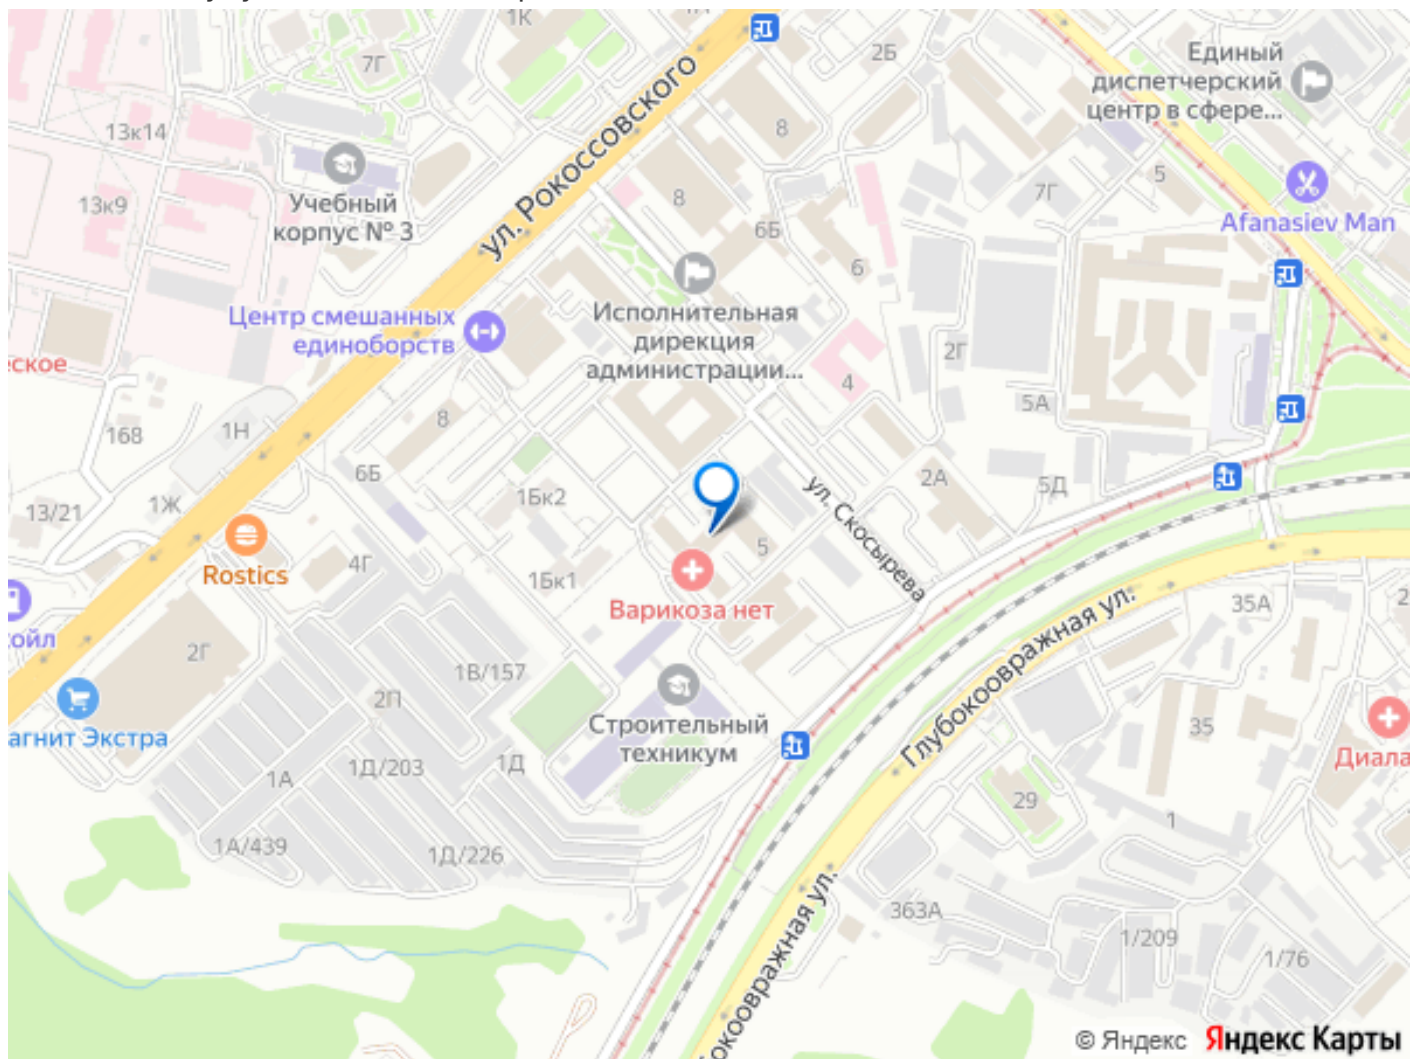 1К
7Г
2Б
Единый
диспетчерский
центр в сфере...
ул. Рокоссовского
13к14
8
5
Учебный
корпус № 3
13к9
8
7Г
Afanasiev Man
6Б
6
Исполнительная
дирекция
администрации...
Центр смешанных
единоборств
2Г
еское
4
5А
8
168
1Н
6Б
2А
5Д
ул. Скосырева
1Бк2
1Ж
13/21
Rostics
4Г
5
1Бк1
Варикоза нет
35А
2
Глубокоовражная ул.
ойл
2Г
1В/157
2П
Строительный
техникум
35
агнит Экстра
Диала
1Д/203
1Д
1А
29
1
1А/439
1Д/226
363А
1/209
1/76
окоовражная ул.
© Яндекс Яндекс Карты